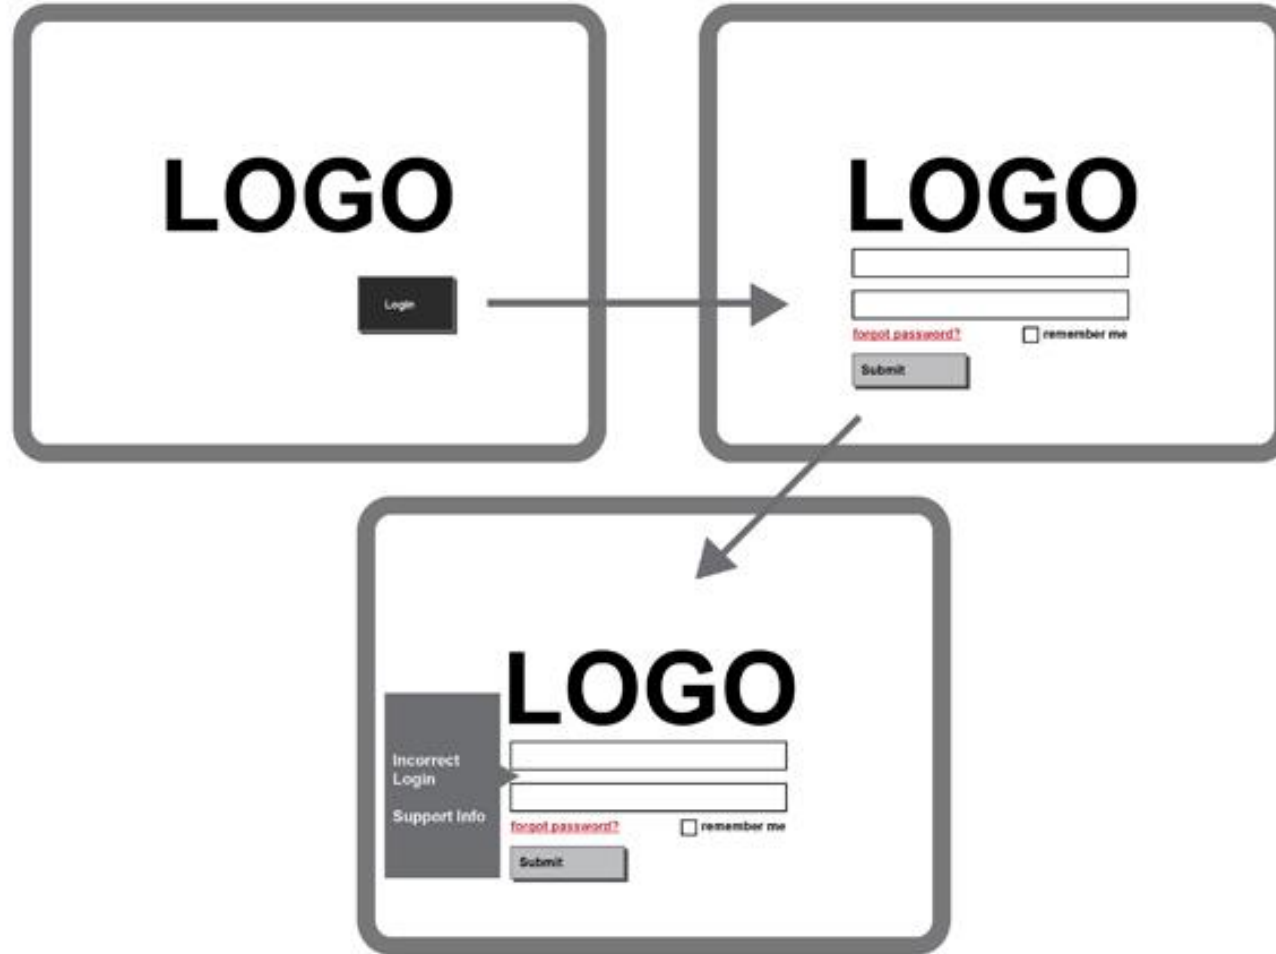 LOGO
Login
LOGO
forgot password?
remember me
Submit
LOGO
Incorrect
Login
Support Info
forgot password?
remember me
Submit